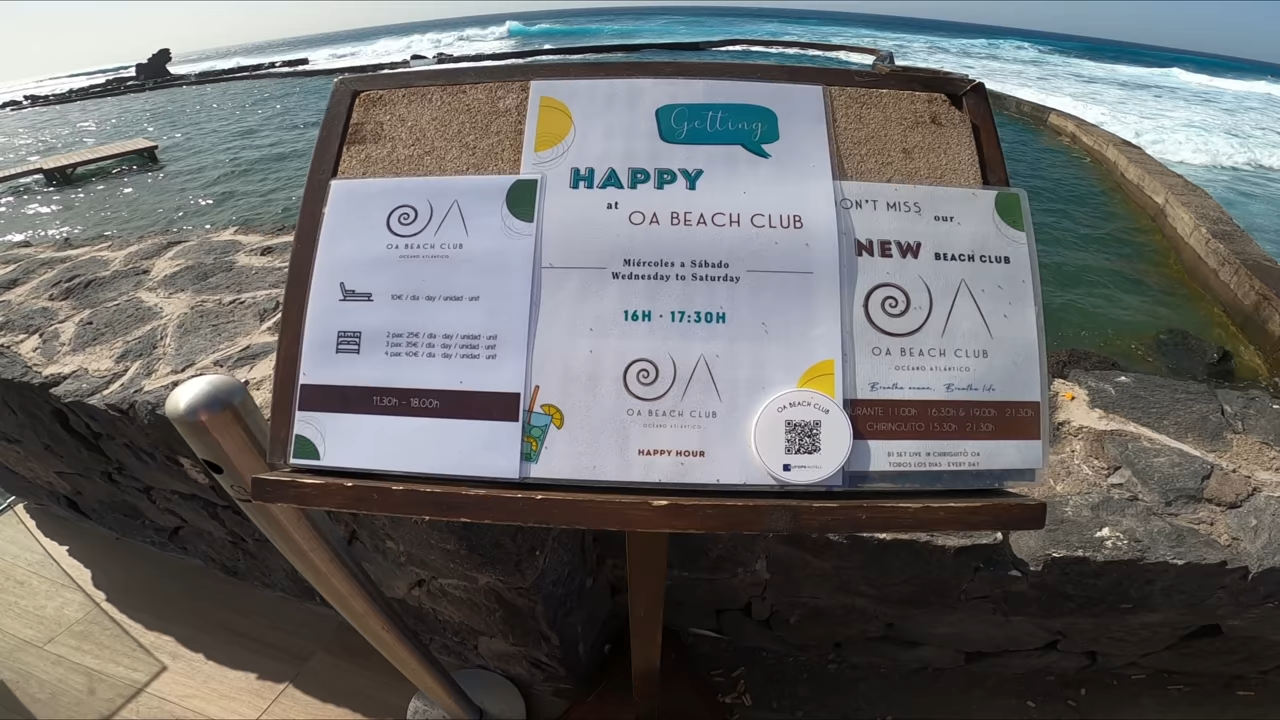 OA
OA BEACH CLUB
OCÉANO ATLÁNTICO
10€ / día · day / unidad · unit
2 pax: 25€ / día · day / unidad · unit
3 pax: 35€ / día · day / unidad · unit
4 pax: 40€ / día · day / unidad · unit
11.30h - 18.00h
Getting
HAPPY
at
OA BEACH CLUB
Miércoles a Sábado
Wednesday to Saturday
16H · 17:30H
OA
OA BEACH CLUB
OCÉANO ATLÁNTICO
HAPPY HOUR
OA BEACH CLUB
HOTELS
ON'T MISS
our
NEW BEACH CLUB
OA
OA BEACH CLUB
· OCÉANO ATLÁNTICO ·
Breathe ocean, Breathe life
URANTE 11:00h 16.30h & 19.00h 21.30h
CHIRINGUITO 15.30h 21.30h
DJ SET LIVE in CHIRIGUITO OA
TODOS LOS DIAS · EVERY DAY